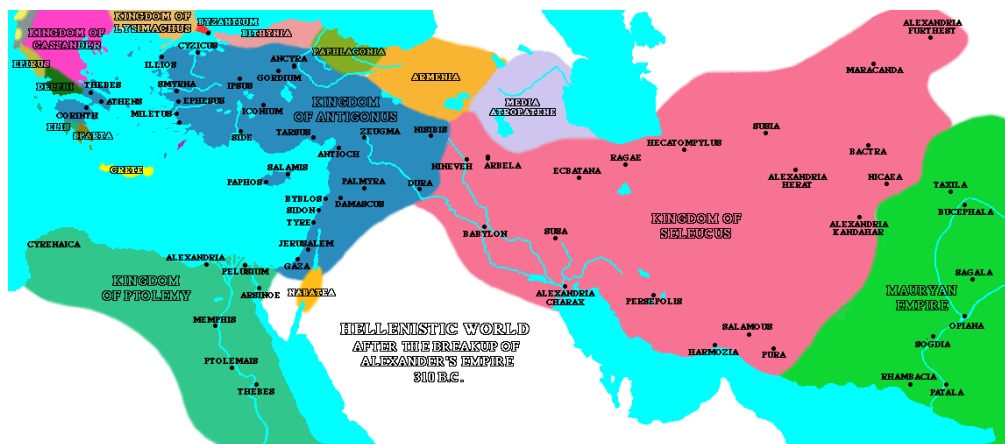 KINGDOM OF
LYSIMACHUS
BYZANTIUM
KINGDOM OF
CASSANDER
BITHYNIA
CYZICUS
PAPHLAGONIA
ALEXANDRIA
FURTHEST
EPIRUS
ILLIOS
ANCYRA
GORDIUM
ARMENIA
MARACANDA
DELPHI
THEBES
SMYRNA
IPSUS
ATHENS
EPHESUS
KINGDOM
OF ANTIGONUS
MEDIA
ATROPATENE
CORINTH
MILETUS
ICONIUM
ELIS
SPARTA
SIDE
TARSUS
ZEUGMA
NISIBIS
SUSIA
HECATOMPYLUS
BACTRA
ANTIOCH
NINEVEH
ARBELA
RAGAE
ECBATANA
CRETE
SALAMIS
PAPHOS
PALMYRA
DURA
ALEXANDRIA
HERAT
NICAEA
TAXILA
BYBLOS
DAMASCUS
SIDON
TYRE
BUCEPHALA
KINGDOM OF
SELEUCUS
ALEXANDRIA
KANDAHAR
BABYLON
SUSA
CYRENAICA
JERUSALEM
GAZA
ALEXANDRIA
PELUSIUM
ARSINOE
NABATEA
KINGDOM
OF PTOLEMY
ALEXANDRIA
CHARAX
PERSEPOLIS
SAGALA
MAURYAN
EMPIRE
MEMPHIS
HELLENISTIC WORLD
AFTER THE BREAKUP OF
ALEXANDER'S EMPIRE
310 B.C.
SALAMOUS
HARMOZIA
PURA
OPIANA
SOGDIA
PTOLEMAIS
THEBES
RHAMBACIA
PATALA